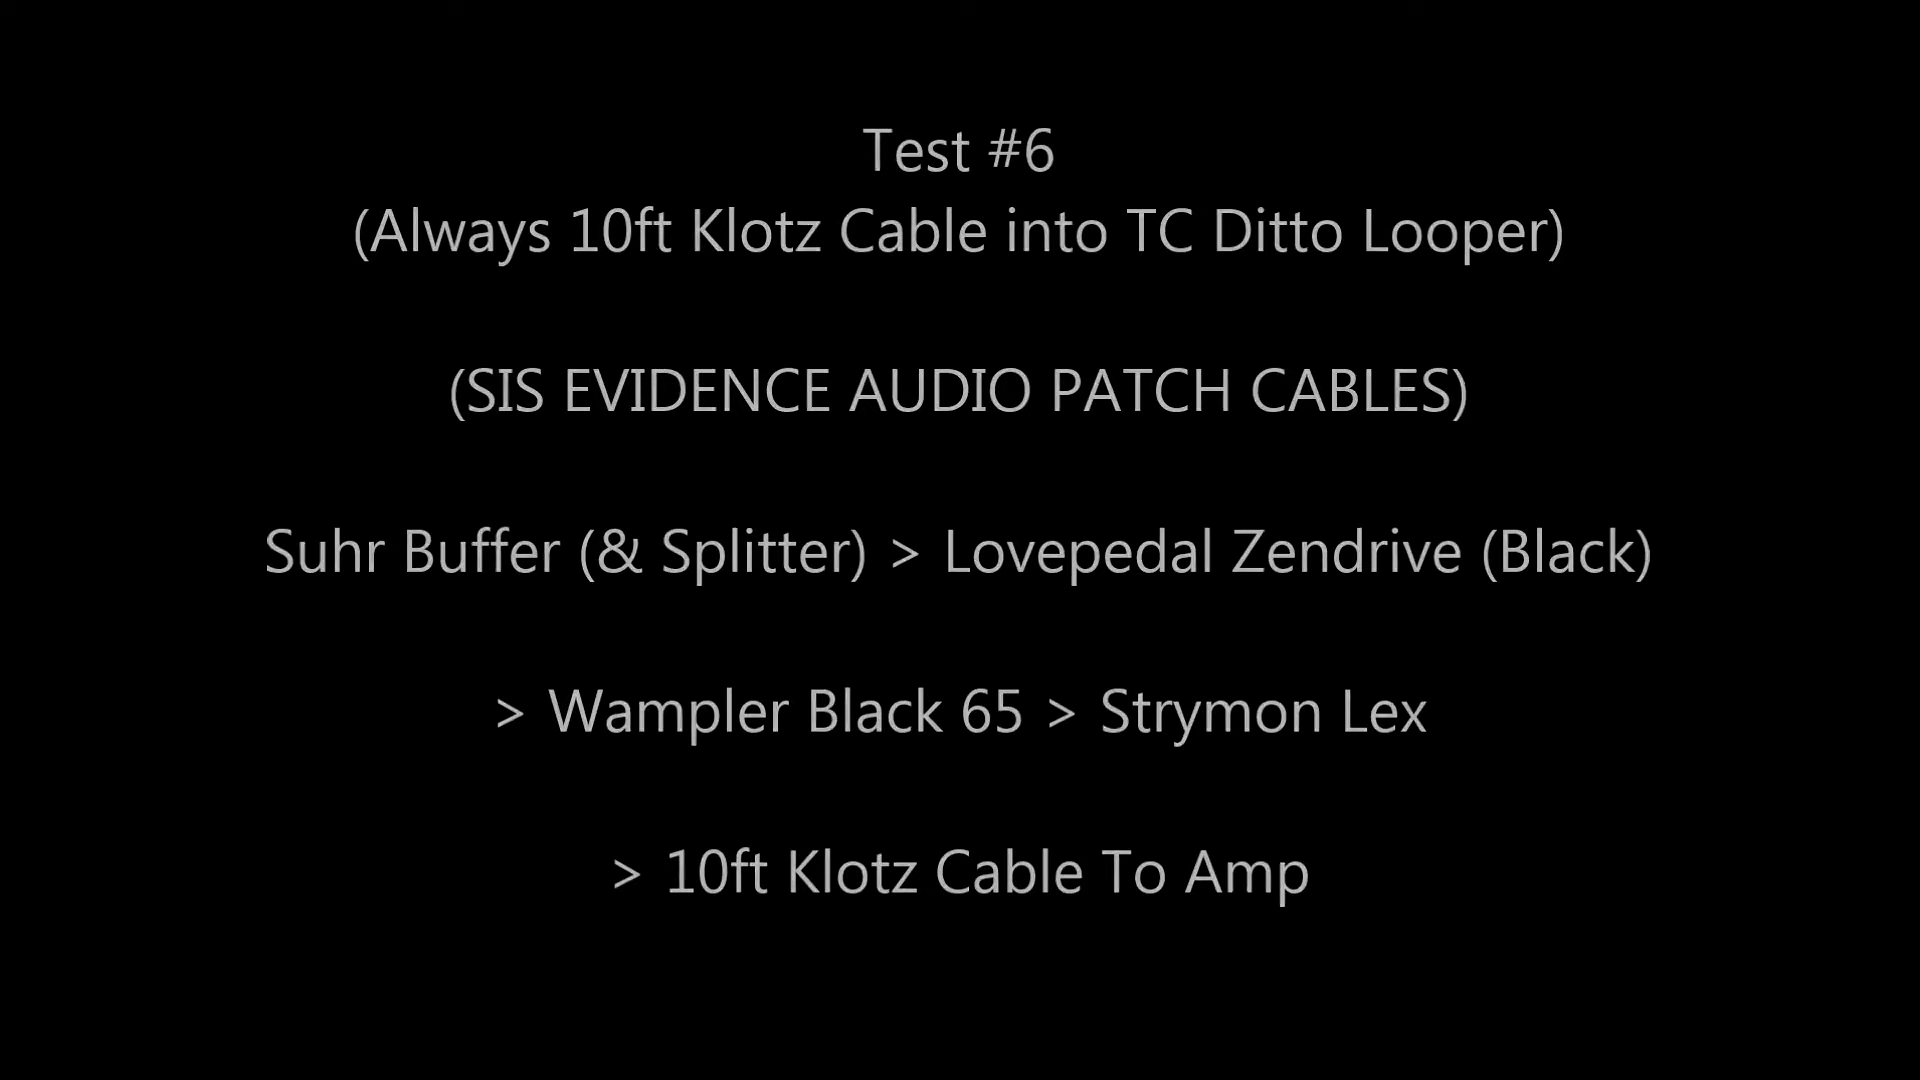 Test #6
(Always 10ft Klotz Cable into TC Ditto Looper)
(SIS EVIDENCE AUDIO PATCH CABLES)
Suhr Buffer (& Splitter) > Lovepedal Zendrive (Black)
> Wampler Black 65 > Strymon Lex
> 10ft Klotz Cable To Amp